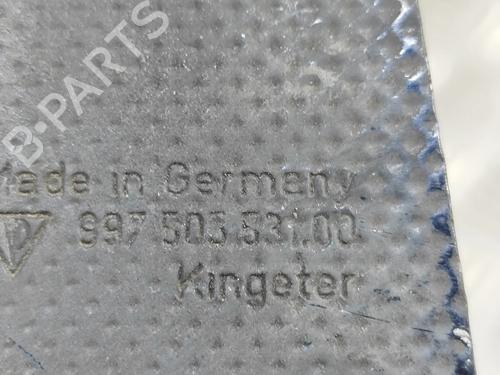 B-PARTS
Made in Germany
997 503 531.00
Kingeter